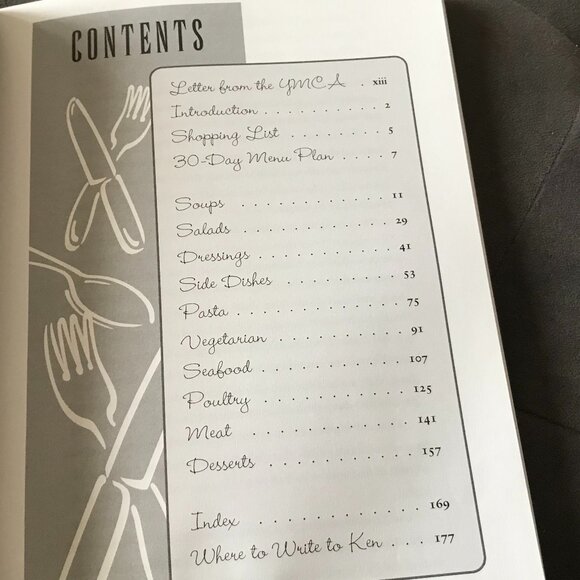 CONTENTS
Letter from the YMCA . xiii
Introduction . . . . . . . . . . . 2
Shopping List . . . . . . . . 5
30-Day Menu Plan . . . . 7
Soups . . . . . . . . . . . . . 11
Salads . . . . . . . . . . . . . 29
Dressings . . . . . . . . . . . 41
Side Dishes . . . . . . . . . 53
Pasta . . . . . . . . . . . . . 75
Vegetarian . . . . . . . . . . 91
Seafood . . . . . . . . . . . 107
Poultry . . . . . . . . . . . 125
Meat . . . . . . . . . . . . 141
Desserts . . . . . . . . . . . 157
Index . . . . . . . . . . . . 169
Where to Write to Ken . . . 177